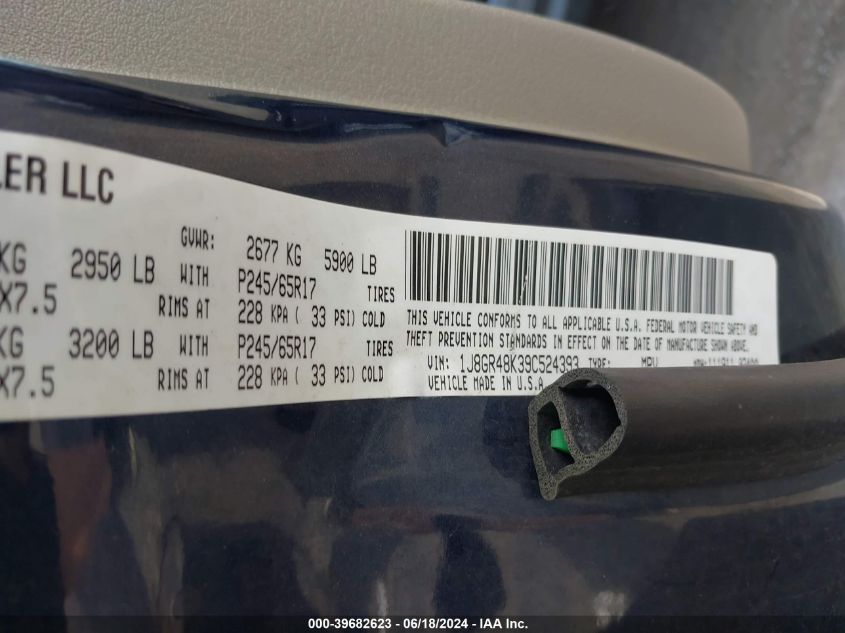 LER LLC
GVWR: 2677 KG 5900 LB
KG 2950 LB WITH P245/65R17 TIRES
X7.5 RIMS AT 228 KPA ( 33 PSI) COLD
KG 3200 LB WITH P245/65R17 TIRES
X7.5 RIMS AT 228 KPA ( 33 PSI) COLD
THIS VEHICLE CONFORMS TO ALL APPLICABLE U.S.A. FEDERAL MOTOR VEHICLE SAFETY AND
THEFT PREVENTION STANDARDS IN EFFECT ON THE DATE OF MANUFACTURE SHOWN ABOVE.
VIN: 1J8GR48K39C524393 TYPE: MPV
VEHICLE MADE IN U.S.A
000-39682623 - 06/18/2024 - IAA Inc.